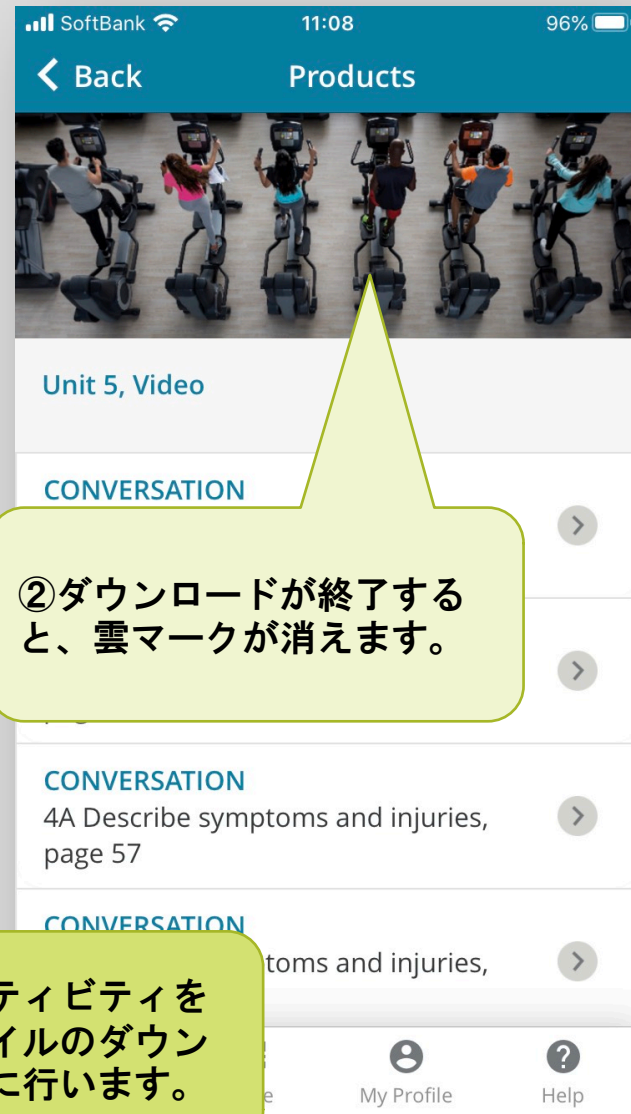 SoftBank 11:08 96%
Back Products
Unit 5, Video
CONVERSATION
②ダウンロードが終了する
と、雲マークが消えます。
CONVERSATION
4A Describe symptoms and injuries,
page 57
CONVERSATION
toms and injuries,
ティビティを
イルのダウン
に行います。
My Profile Help